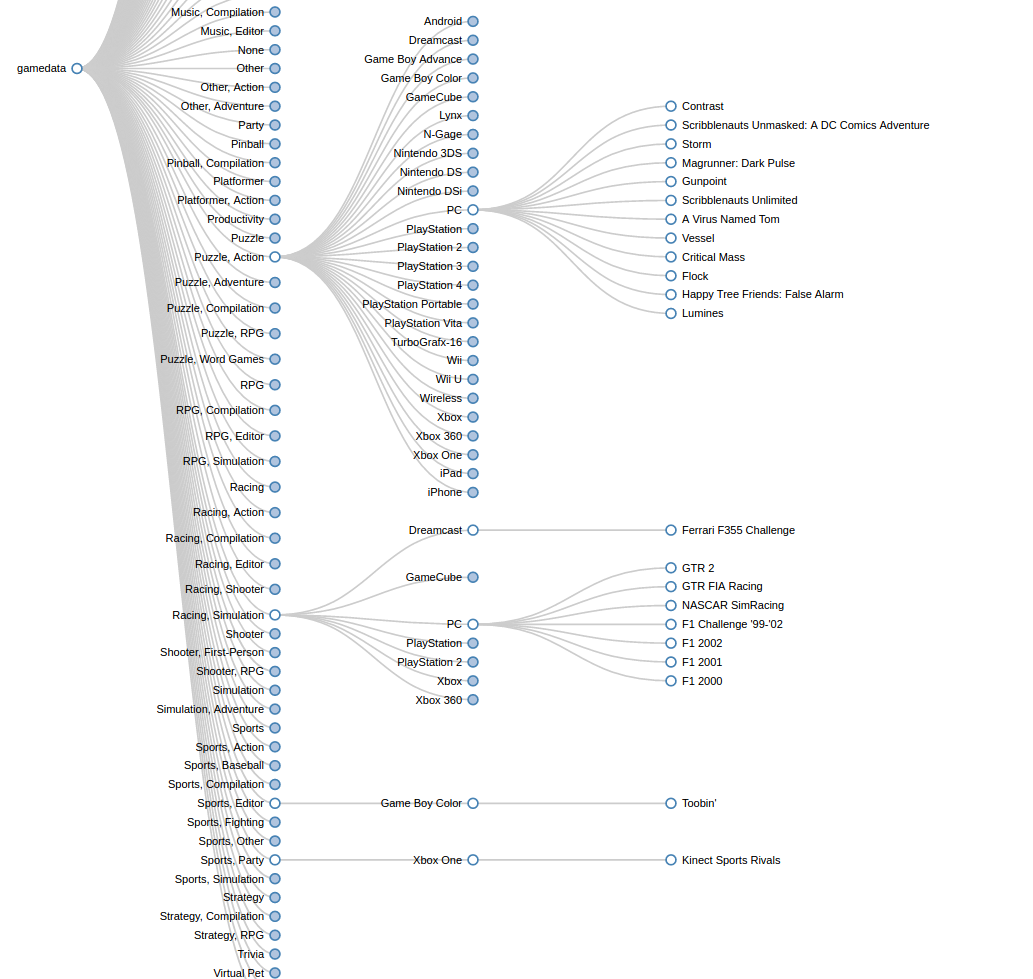 gamedata
Music, Compilation
Music, Editor
None
Other
Other, Action
Other, Adventure
Party
Pinball
Pinball, Compilation
Platformer
Platformer, Action
Productivity
Puzzle
Puzzle, Action
Puzzle, Adventure
Puzzle, Compilation
Puzzle, RPG
Puzzle, Word Games
RPG
RPG, Compilation
RPG, Editor
RPG, Simulation
Racing
Racing, Action
Racing, Compilation
Racing, Editor
Racing, Shooter
Racing, Simulation
Shooter
Shooter, First-Person
Shooter, RPG
Simulation
Simulation, Adventure
Sports
Sports, Action
Sports, Baseball
Sports, Compilation
Sports, Editor
Sports, Fighting
Sports, Other
Sports, Party
Sports, Simulation
Strategy
Strategy, Compilation
Strategy, RPG
Trivia
Virtual Pet
Android
Dreamcast
Game Boy Advance
Game Boy Color
GameCube
Lynx
N-Gage
Nintendo 3DS
Nintendo DS
Nintendo DSi
PC
PlayStation
PlayStation 2
PlayStation 3
PlayStation 4
PlayStation Portable
PlayStation Vita
TurboGrafx-16
Wii
Wii U
Wireless
Xbox
Xbox 360
Xbox One
iPad
iPhone
Dreamcast
GameCube
PC
PlayStation
PlayStation 2
Xbox
Xbox 360
Game Boy Color
Xbox One
Contrast
Scribblenauts Unmasked: A DC Comics Adventure
Storm
Magrunner: Dark Pulse
Gunpoint
Scribblenauts Unlimited
A Virus Named Tom
Vessel
Critical Mass
Flock
Happy Tree Friends: False Alarm
Lumines
Ferrari F355 Challenge
GTR 2
GTR FIA Racing
NASCAR SimRacing
F1 Challenge '99-'02
F1 2002
F1 2001
F1 2000
Toobin'
Kinect Sports Rivals